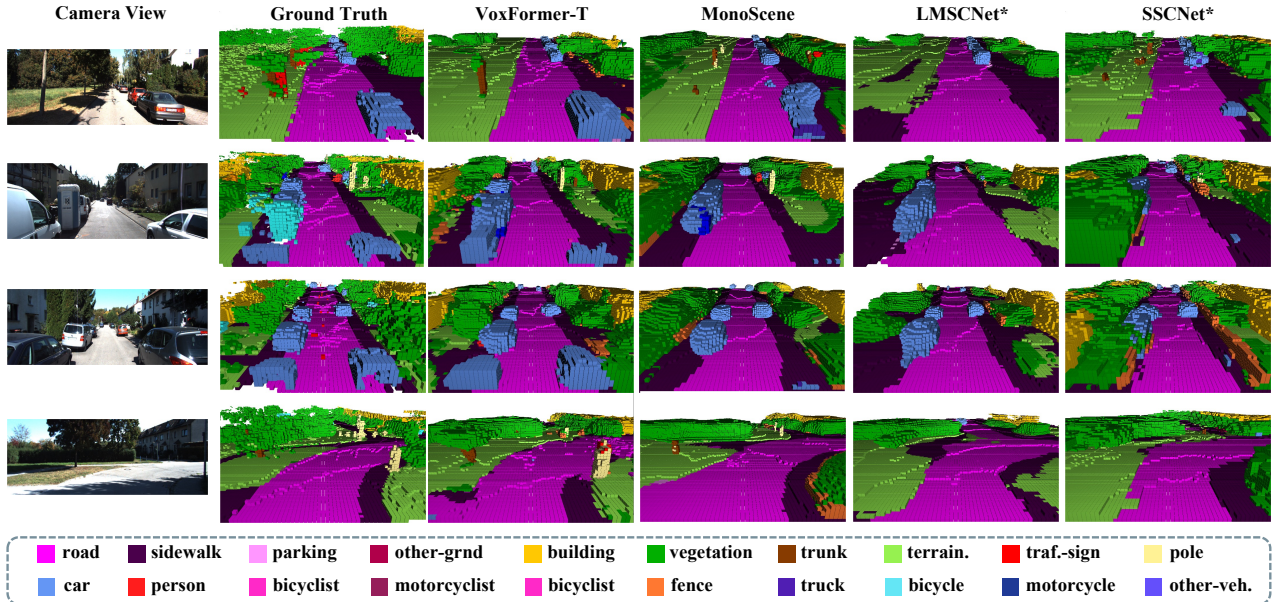 Camera View Ground Truth VoxFormer-T MonoScene LMSCNet* SSCNet*
road sidewalk parking other-grnd building vegetation trunk terrain. traf.-sign pole
car person bicyclist motorcyclist bicyclist fence truck bicycle motorcycle other-veh.